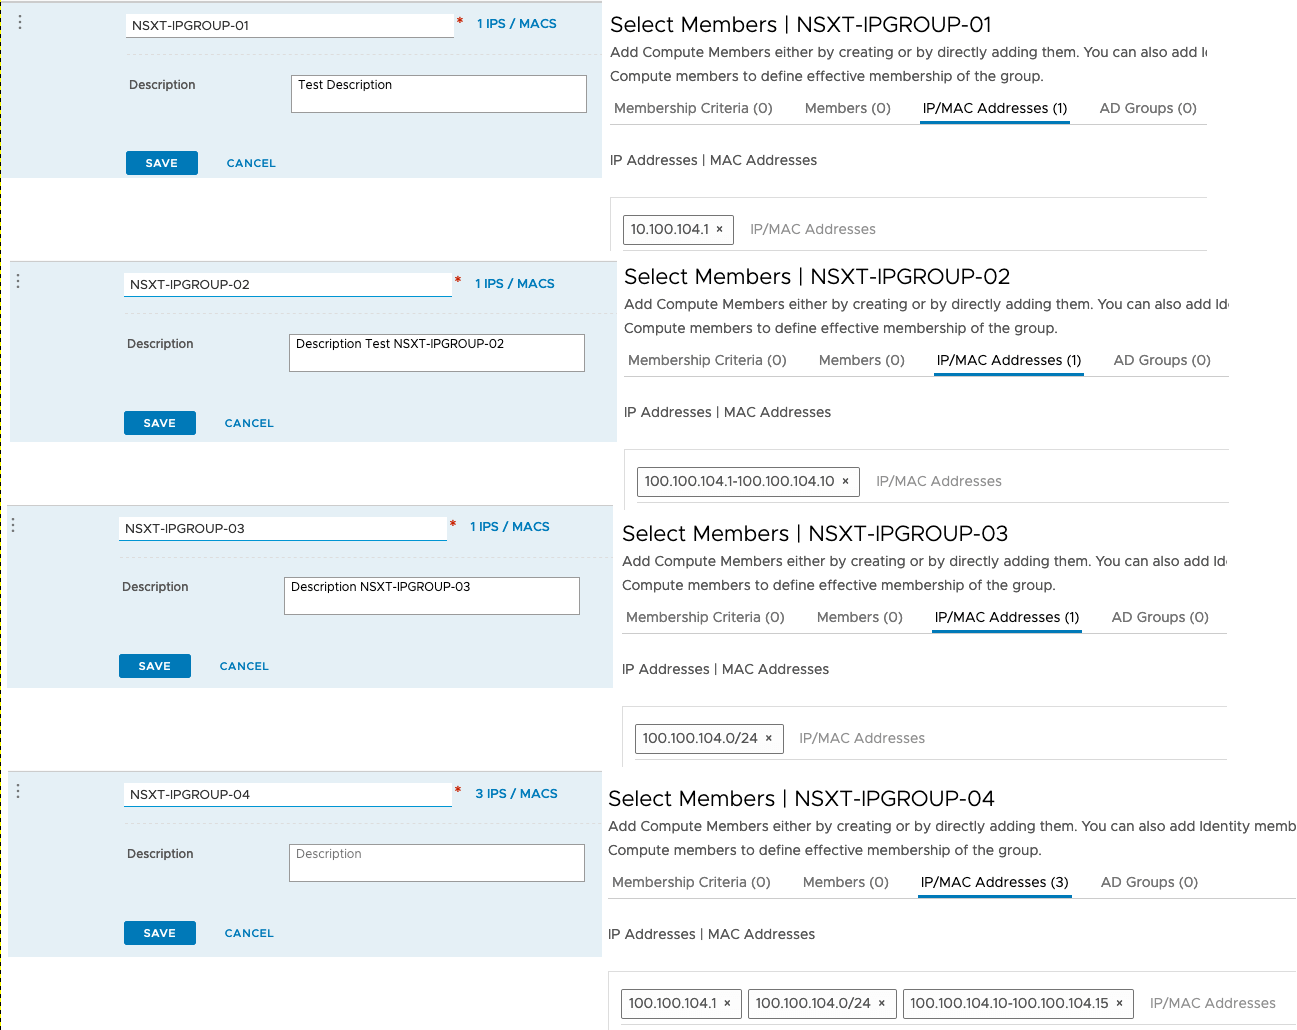 NSXT-IPGROUP-01 * 1 IPS / MACS
Description Test Description
SAVE CANCEL
Select Members | NSXT-IPGROUP-01
Add Compute Members either by creating or by directly adding them. You can also add
Compute members to define effective membership of the group.
Membership Criteria (0) Members (0) IP/MAC Addresses (1) AD Groups (0)
IP Addresses | MAC Addresses
10.100.104.1 × IP/MAC Addresses
NSXT-IPGROUP-02 * 1 IPS / MACS
Description Description Test NSXT-IPGROUP-02
SAVE CANCEL
Select Members | NSXT-IPGROUP-02
Add Compute Members either by creating or by directly adding them. You can also add
Compute members to define effective membership of the group.
Membership Criteria (0) Members (0) IP/MAC Addresses (1) AD Groups (0)
IP Addresses | MAC Addresses
100.100.104.1-100.100.104.10 × IP/MAC Addresses
NSXT-IPGROUP-03 * 1 IPS / MACS
Description Description NSXT-IPGROUP-03
SAVE CANCEL
Select Members | NSXT-IPGROUP-03
Add Compute Members either by creating or by directly adding them. You can also add
Compute members to define effective membership of the group.
Membership Criteria (0) Members (0) IP/MAC Addresses (1) AD Groups (0)
IP Addresses | MAC Addresses
100.100.104.0/24 × IP/MAC Addresses
NSXT-IPGROUP-04 * 3 IPS / MACS
Description Description
SAVE CANCEL
Select Members | NSXT-IPGROUP-04
Add Compute Members either by creating or by directly adding them. You can also add Identity memb
Compute members to define effective membership of the group.
Membership Criteria (0) Members (0) IP/MAC Addresses (3) AD Groups (0)
IP Addresses | MAC Addresses
100.100.104.1 × 100.100.104.0/24 × 100.100.104.10-100.100.104.15 × IP/MAC Addresses